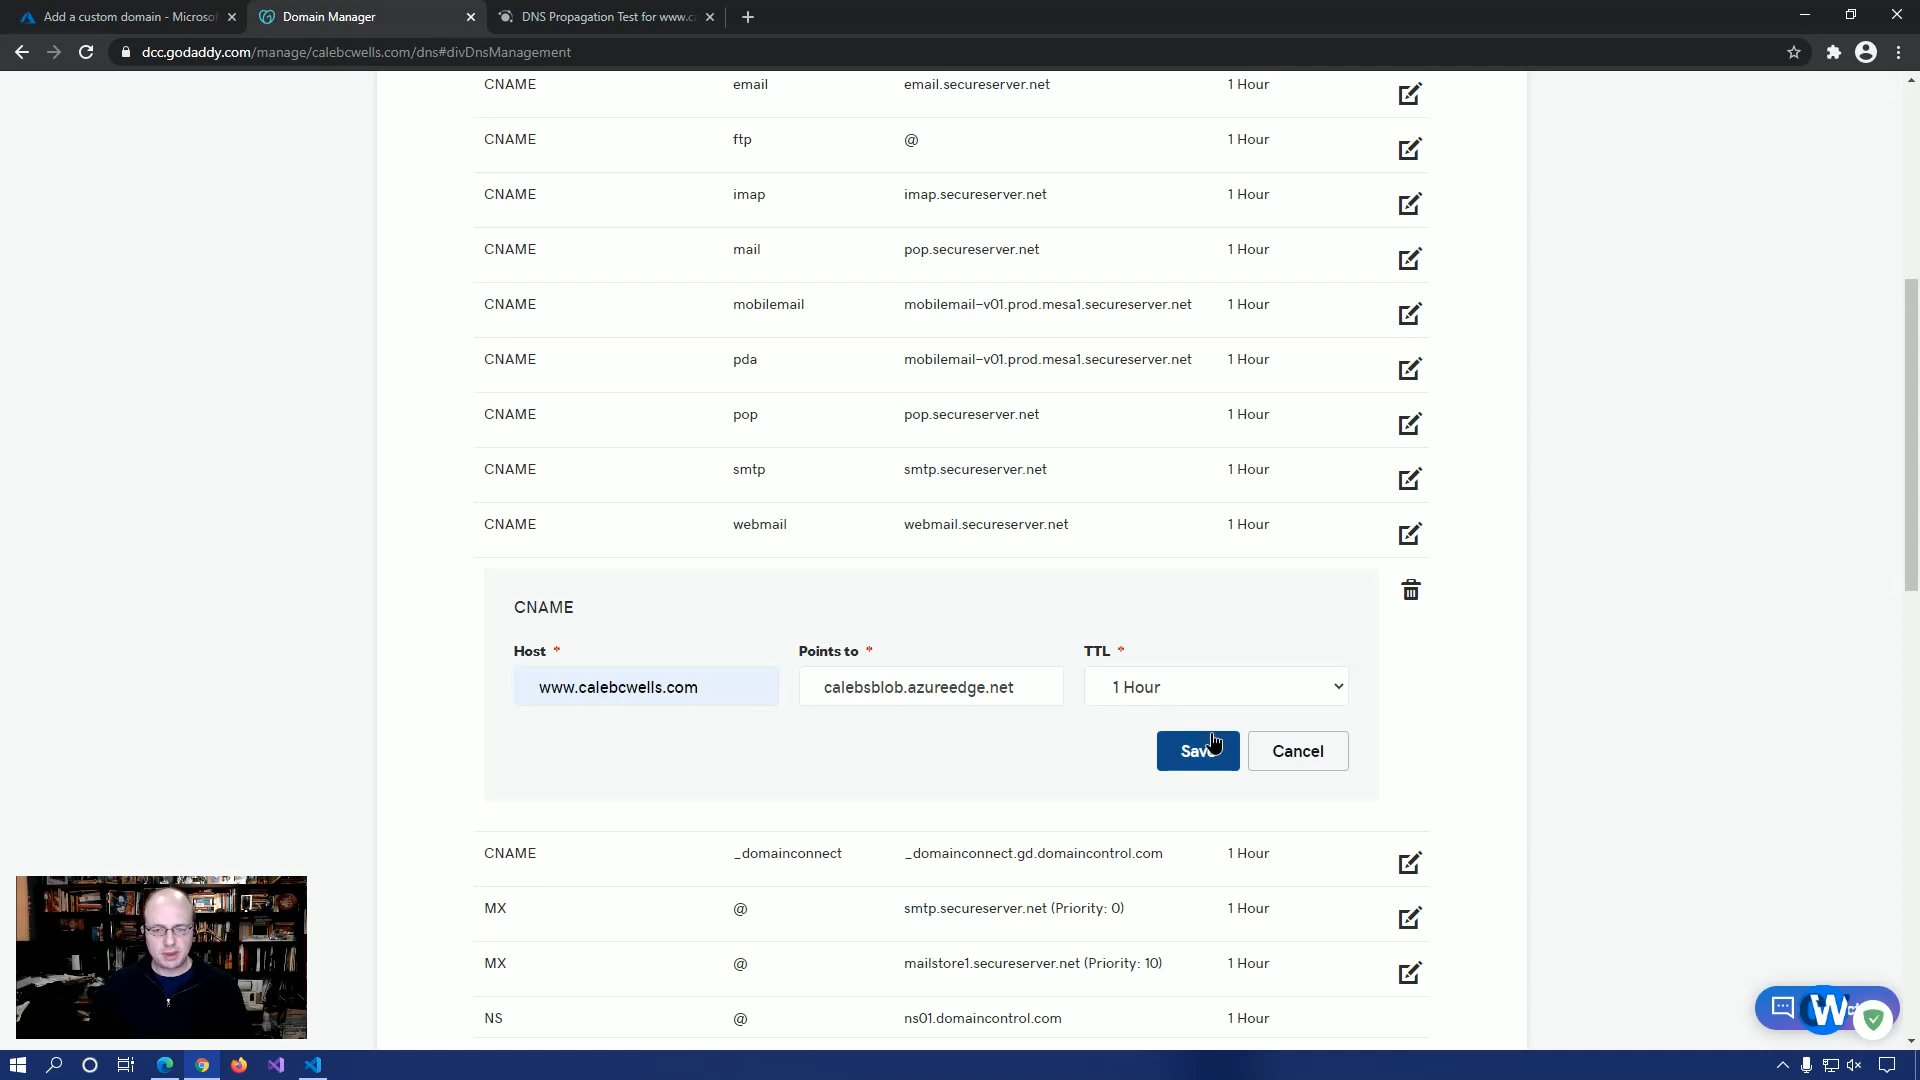 Add a custom domain - Microsof
Domain Manager
DNS Propagation Test for www.c
dcc.godaddy.com/manage/calebcwells.com/dns#divDnsManagement
CNAME email email.secureserver.net 1 Hour
CNAME ftp @ 1 Hour
CNAME imap imap.secureserver.net 1 Hour
CNAME mail pop.secureserver.net 1 Hour
CNAME mobilemail mobilemail-v01.prod.mesa1.secureserver.net 1 Hour
CNAME pda mobilemail-v01.prod.mesa1.secureserver.net 1 Hour
CNAME pop pop.secureserver.net 1 Hour
CNAME smtp smtp.secureserver.net 1 Hour
CNAME webmail webmail.secureserver.net 1 Hour
CNAME
Host * Points to * TTL *
www.calebcwells.com calebsblob.azureedge.net 1 Hour
Save Cancel
CNAME _domainconnect _domainconnect.gd.domaincontrol.com 1 Hour
MX @ smtp.secureserver.net (Priority: 0) 1 Hour
MX @ mailstore1.secureserver.net (Priority: 10) 1 Hour
NS @ ns01.domaincontrol.com 1 Hour
W